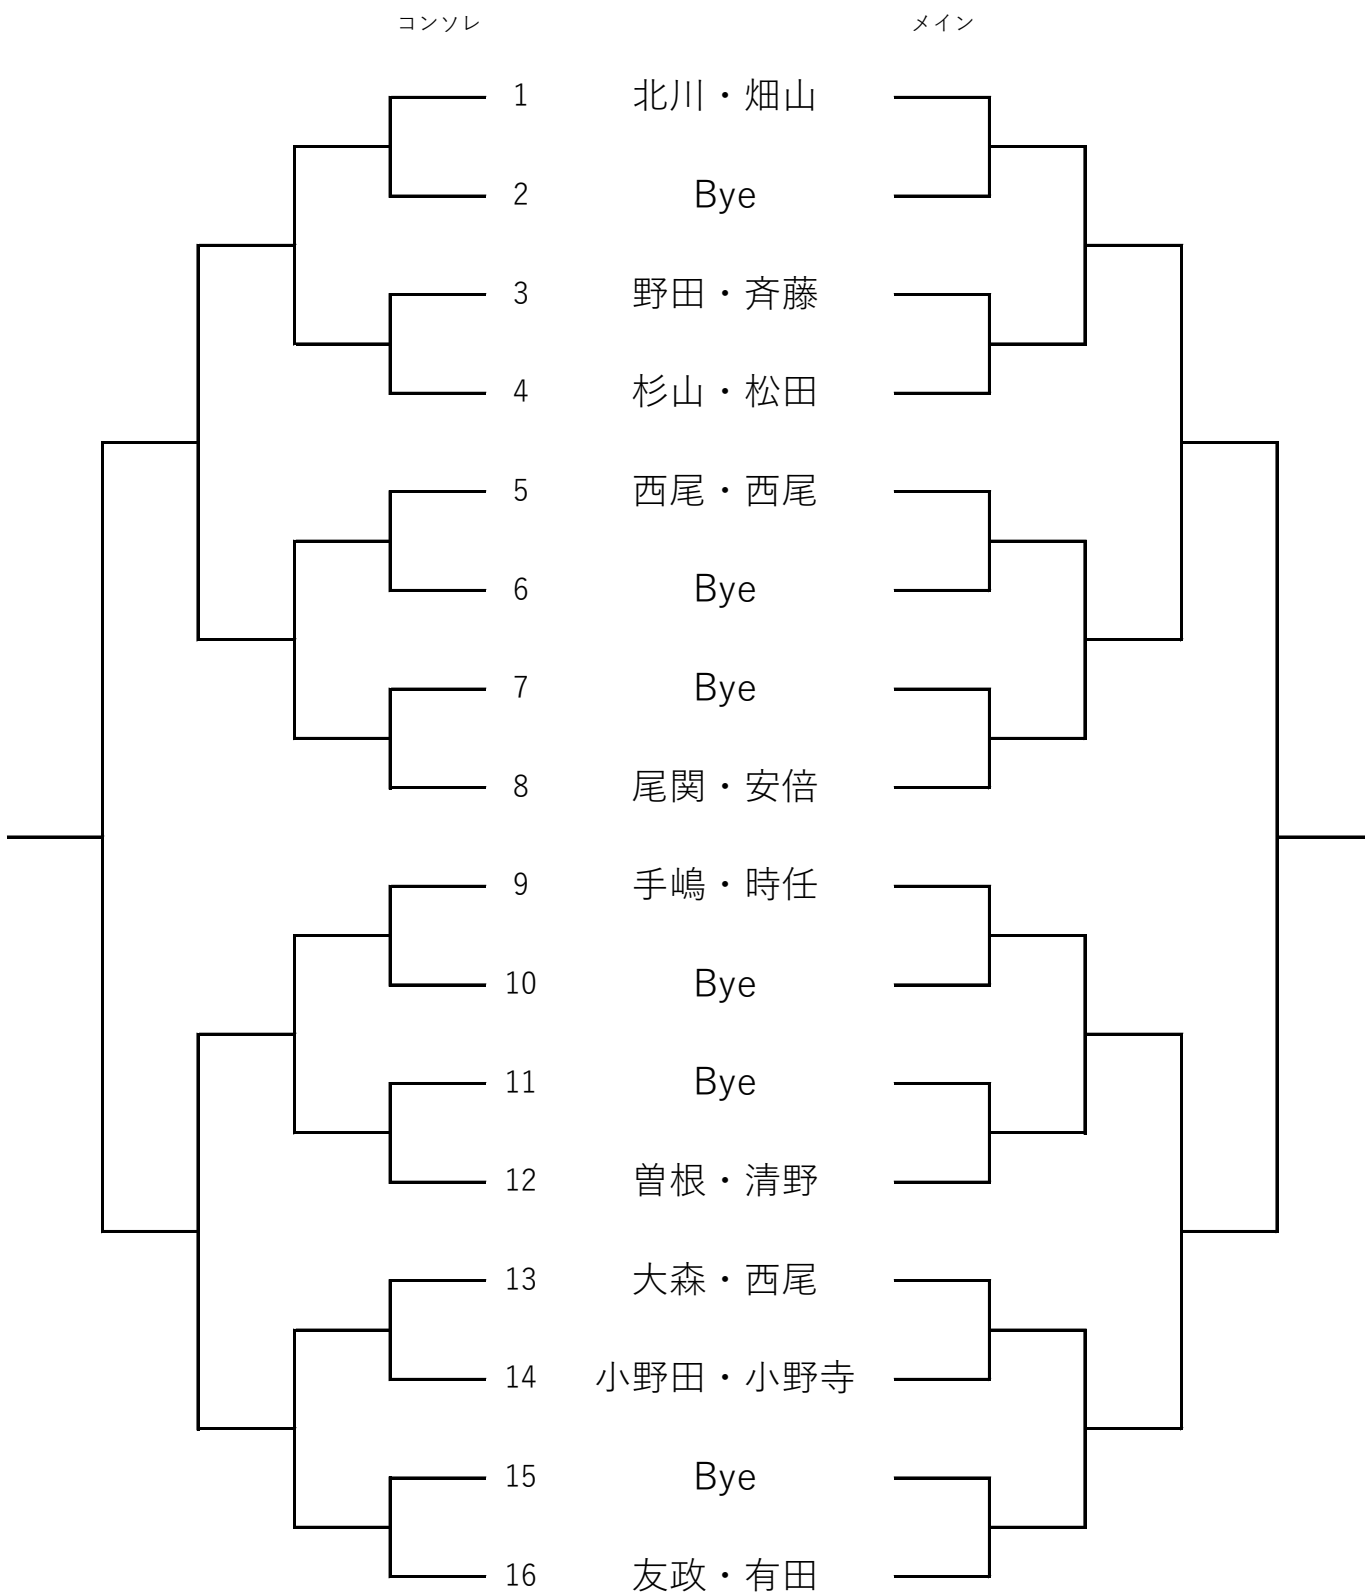 コンソレ メイン
1 北川・畑山
2 Bye
3 野田・斉藤
4 杉山・松田
5 西尾・西尾
6 Bye
7 Bye
8 尾関・安倍
9 手嶋・時任
10 Bye
11 Bye
12 曽根・清野
13 大森・西尾
14 小野田・小野寺
15 Bye
16 友政・有田